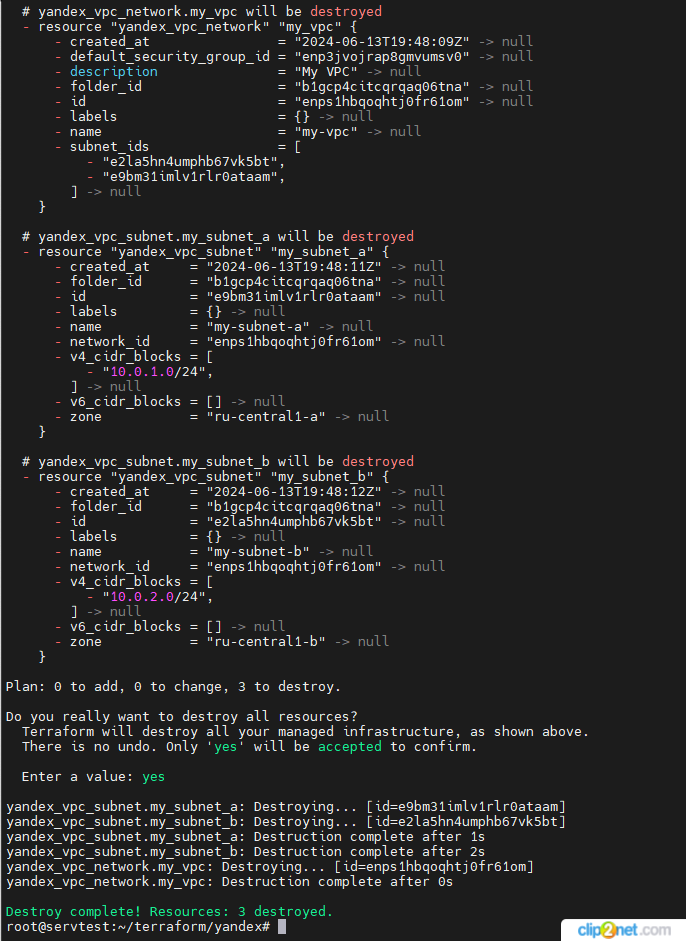 # yandex_vpc_network.my_vpc will be destroyed
- resource "yandex_vpc_network" "my_vpc" {
- created_at = "2024-06-13T19:48:09Z" -> null
- default_security_group_id = "enp3jvojrap8gmvumsv0" -> null
- description = "My VPC" -> null
- folder_id = "b1gcp4citcqrqaq06tna" -> null
- id = "enps1hbqoqhtj0fr61om" -> null
- labels = {} -> null
- name = "my-vpc" -> null
- subnet_ids = [
- "e2la5hn4umphb67vk5bt",
- "e9bm31imlv1rlr0ataam",
] -> null
}
# yandex_vpc_subnet.my_subnet_a will be destroyed
- resource "yandex_vpc_subnet" "my_subnet_a" {
- created_at = "2024-06-13T19:48:11Z" -> null
- folder_id = "b1gcp4citcqrqaq06tna" -> null
- id = "e9bm31imlv1rlr0ataam" -> null
- labels = {} -> null
- name = "my-subnet-a" -> null
- network_id = "enps1hbqoqhtj0fr61om" -> null
- v4_cidr_blocks = [
- "10.0.1.0/24",
] -> null
- v6_cidr_blocks = [] -> null
- zone = "ru-central1-a" -> null
}
# yandex_vpc_subnet.my_subnet_b will be destroyed
- resource "yandex_vpc_subnet" "my_subnet_b" {
- created_at = "2024-06-13T19:48:12Z" -> null
- folder_id = "b1gcp4citcqrqaq06tna" -> null
- id = "e2la5hn4umphb67vk5bt" -> null
- labels = {} -> null
- name = "my-subnet-b" -> null
- network_id = "enps1hbqoqhtj0fr61om" -> null
- v4_cidr_blocks = [
- "10.0.2.0/24",
] -> null
- v6_cidr_blocks = [] -> null
- zone = "ru-central1-b" -> null
}
Plan: 0 to add, 0 to change, 3 to destroy.
Do you really want to destroy all resources?
Terraform will destroy all your managed infrastructure, as shown above.
There is no undo. Only 'yes' will be accepted to confirm.
Enter a value: yes
yandex_vpc_subnet.my_subnet_a: Destroying... [id=e9bm31imlv1rlr0ataam]
yandex_vpc_subnet.my_subnet_b: Destroying... [id=e2la5hn4umphb67vk5bt]
yandex_vpc_subnet.my_subnet_a: Destruction complete after 1s
yandex_vpc_subnet.my_subnet_b: Destruction complete after 2s
yandex_vpc_network.my_vpc: Destroying... [id=enps1hbqoqhtj0fr61om]
yandex_vpc_network.my_vpc: Destruction complete after 0s
Destroy complete! Resources: 3 destroyed.
root@servtest:~/terraform/yandex#
clip2net.com